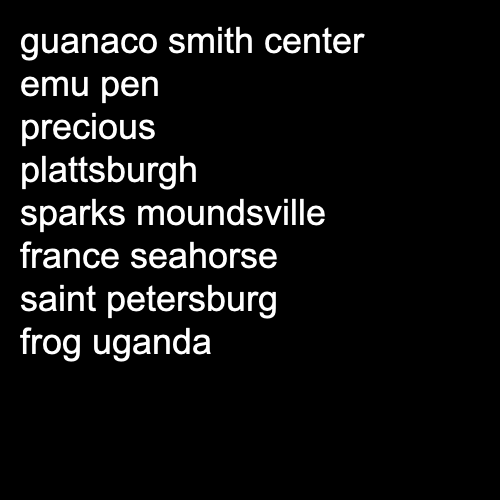 guanaco smith center
emu pen
precious
plattsburgh
sparks moundsville
france seahorse
saint petersburg
frog uganda